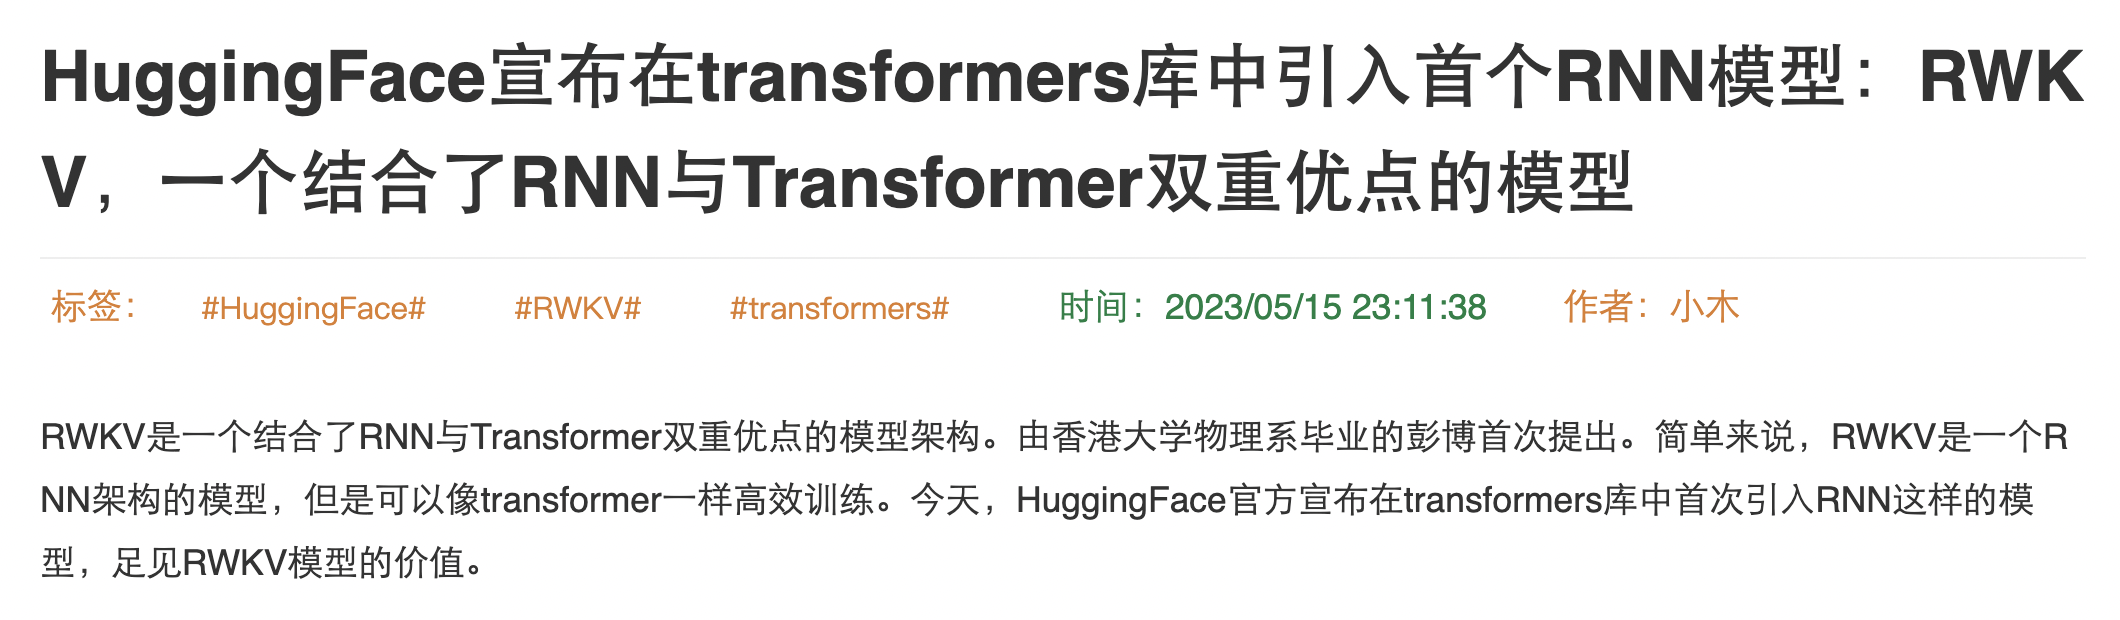 HuggingFace宣布在transformers库中引入首个RNN模型：RWK
V，一个结合了RNN与Transformer双重优点的模型
标签： #HuggingFace# #RWKV# #transformers# 时间：2023/05/15 23:11:38 作者：小木
RWKV是一个结合了RNN与Transformer双重优点的模型架构。由香港大学物理系毕业的彭博首次提出。简单来说，RWKV是一个R
NN架构的模型，但是可以像transformer一样高效训练。今天，HuggingFace官方宣布在transformers库中首次引入RNN这样的模
型，足见RWKV模型的价值。